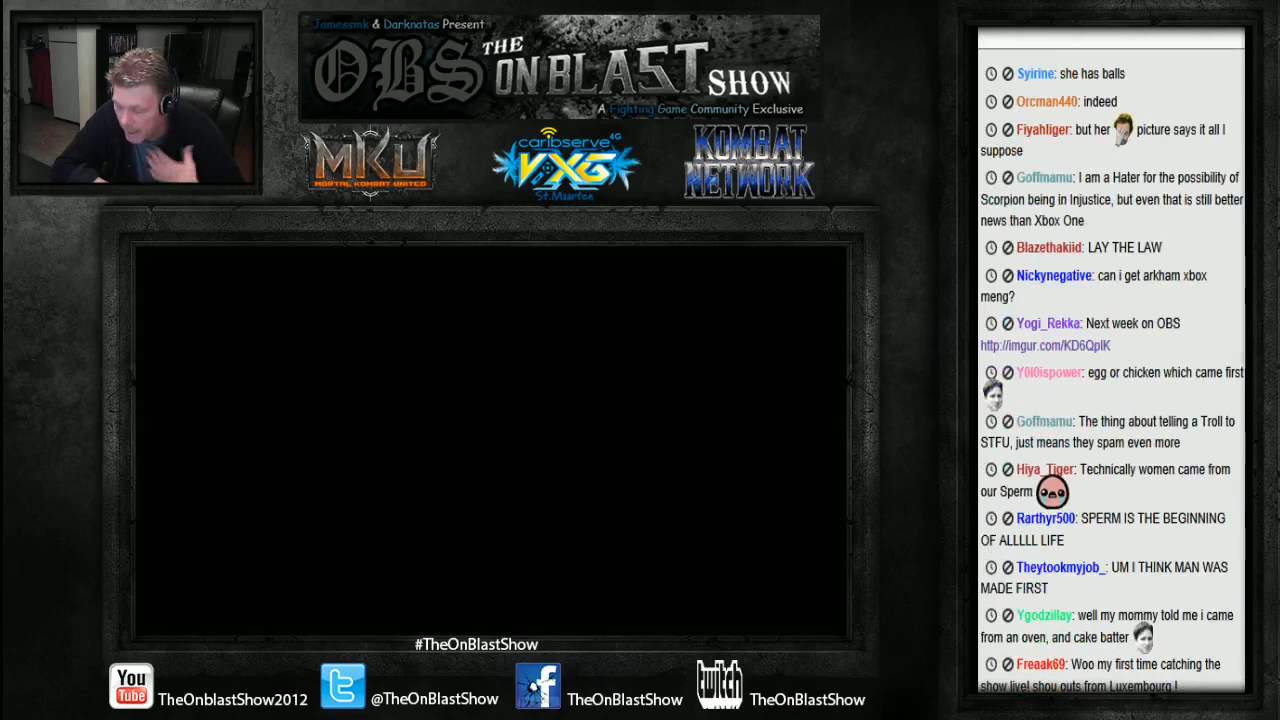 Jamessmk & Darknatas Present
OBS THE ON BLAST SHOW
A Fighting Game Community Exclusive
MKU
MORTAL KOMBAT UNITED
caribserve 4G
VXG
St.Maarten
KOMBAT
NETWORK
Syirine: she has balls
Orcman440: indeed
Fiyahliger: but her picture says it all I
suppose
Goffmamu: I am a Hater for the possibility of
Scorpion being in Injustice, but even that is still better
news than Xbox One
Blazethakiid: LAY THE LAW
Nickynegative: can i get arkham xbox
meng?
Yogi_Rekka: Next week on OBS
http://imgur.com/KD6QpIK
Y0l0ispower: egg or chicken which came first
Goffmamu: The thing about telling a Troll to
STFU, just means they spam even more
Hiya_Tiger: Technically women came from
our Sperm
Rarthyr500: SPERM IS THE BEGINNING
OF ALLLLL LIFE
Theytookmyjob_: UM I THINK MAN WAS
MADE FIRST
Ygodzillay: well my mommy told me i came
from an oven, and cake batter
Freaak69: Woo my first time catching the
show live! shou outs from Luxembourg !
#TheOnBlastShow
You
Tube
TheOnblastShow2012
@TheOnBlastShow
TheOnBlastShow
twitch
TheOnBlastShow